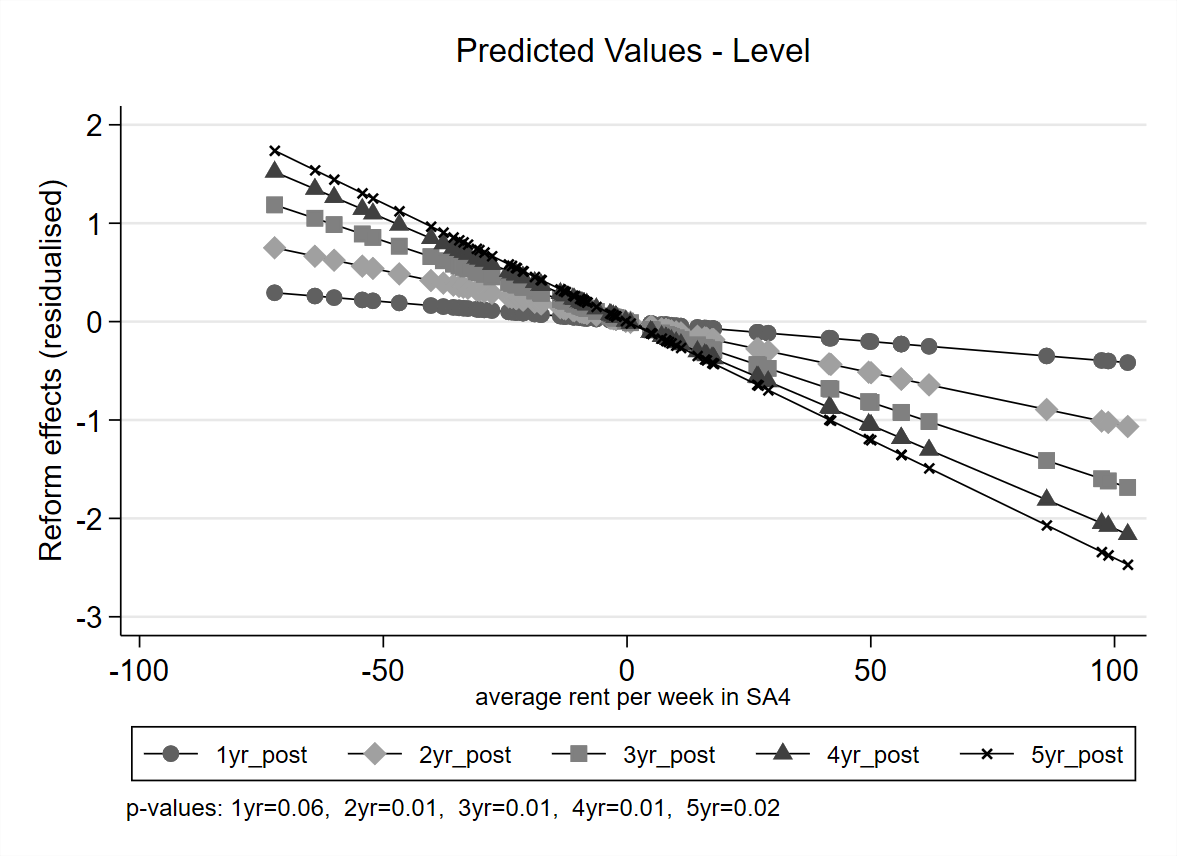 Predicted Values - Level
Reform effects (residualised)
2
1
0
-1
-2
-3
-100 -50 0 50 100
average rent per week in SA4
1yr_post 2yr_post 3yr_post 4yr_post 5yr_post
p-values: 1yr=0.06, 2yr=0.01, 3yr=0.01, 4yr=0.01, 5yr=0.02